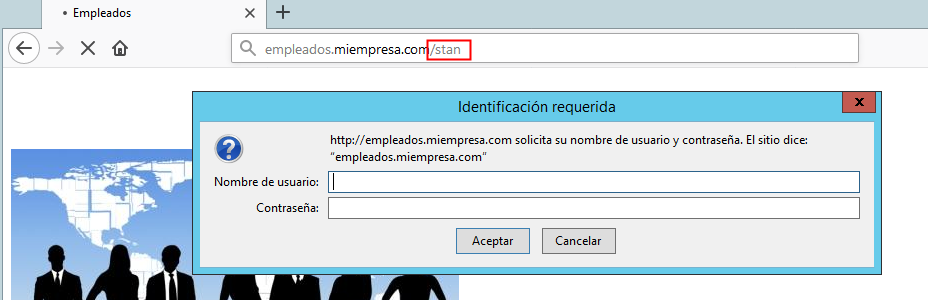 Empleados
empleados.miempresa.com/stan
Identificación requerida
http://empleados.miempresa.com solicita su nombre de usuario y contraseña. El sitio dice:
“empleados.miempresa.com”
Nombre de usuario:
Contraseña:
Aceptar Cancelar